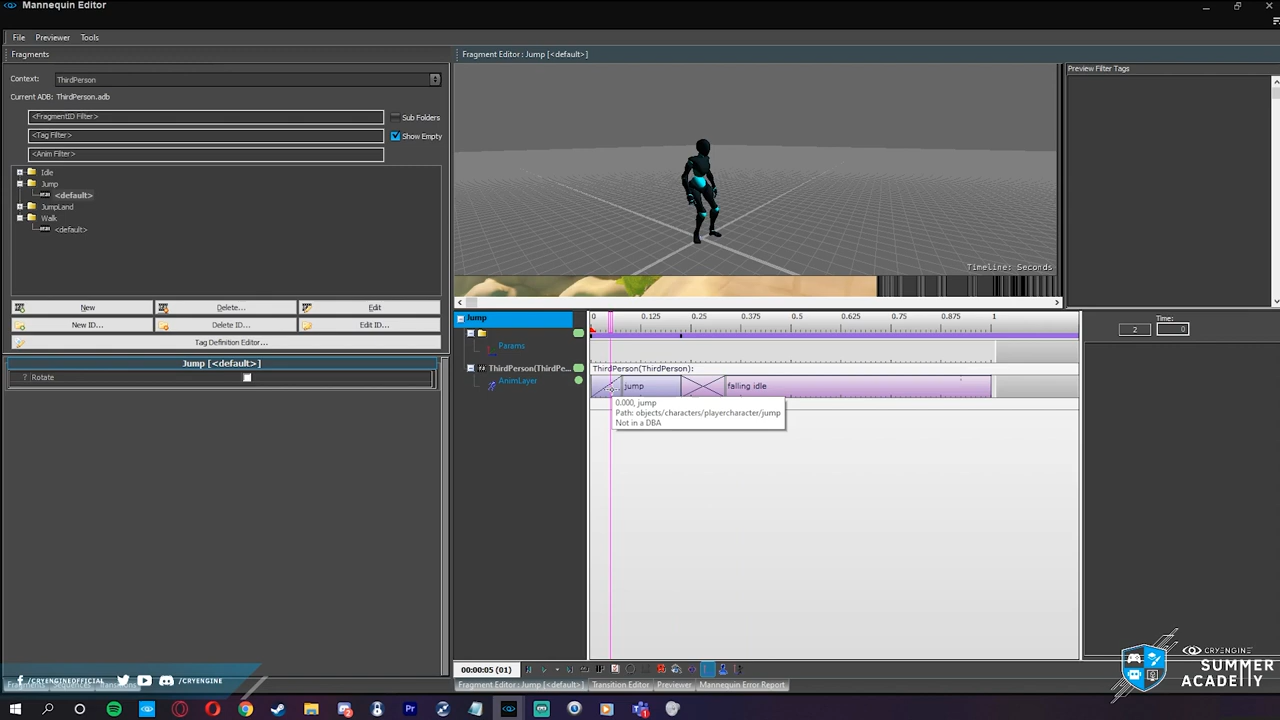 Mannequin Editor
File Previewer Tools
Fragments
Context: ThirdPerson
Current ADB: ThirdPerson.adb
<FragmentID Filter> Sub Folders
<Tag Filter> Show Empty
<Anim Filter>
Idle
Jump
<default>
JumpLand
Walk
<default>
New Delete... Edit
New ID... Delete ID... Edit ID...
Tag Definition Editor...
Jump [<default>]
? Rotate
Fragment Editor : Jump [<default>]
Timeline: Seconds
Preview Filter Tags
Jump
0 0.125 0.25 0.375 0.5 0.625 0.75 0.875 1
Params
ThirdPerson(ThirdPe...
ThirdPerson(ThirdPerson):
AnimLayer
jump falling idle
0.000, jump
Path: objects/characters/playercharacter/jump
Not in a DBA
Time:
2 0
00:00:05 (01)
Fragments Sequences Transitions
Fragment Editor: Jump [<default>] Transition Editor Previewer Mannequin Error Report
/CRYENGINEOFFICIAL /CRYENGINE
CRYENGINE
SUMMER
ACADEMY